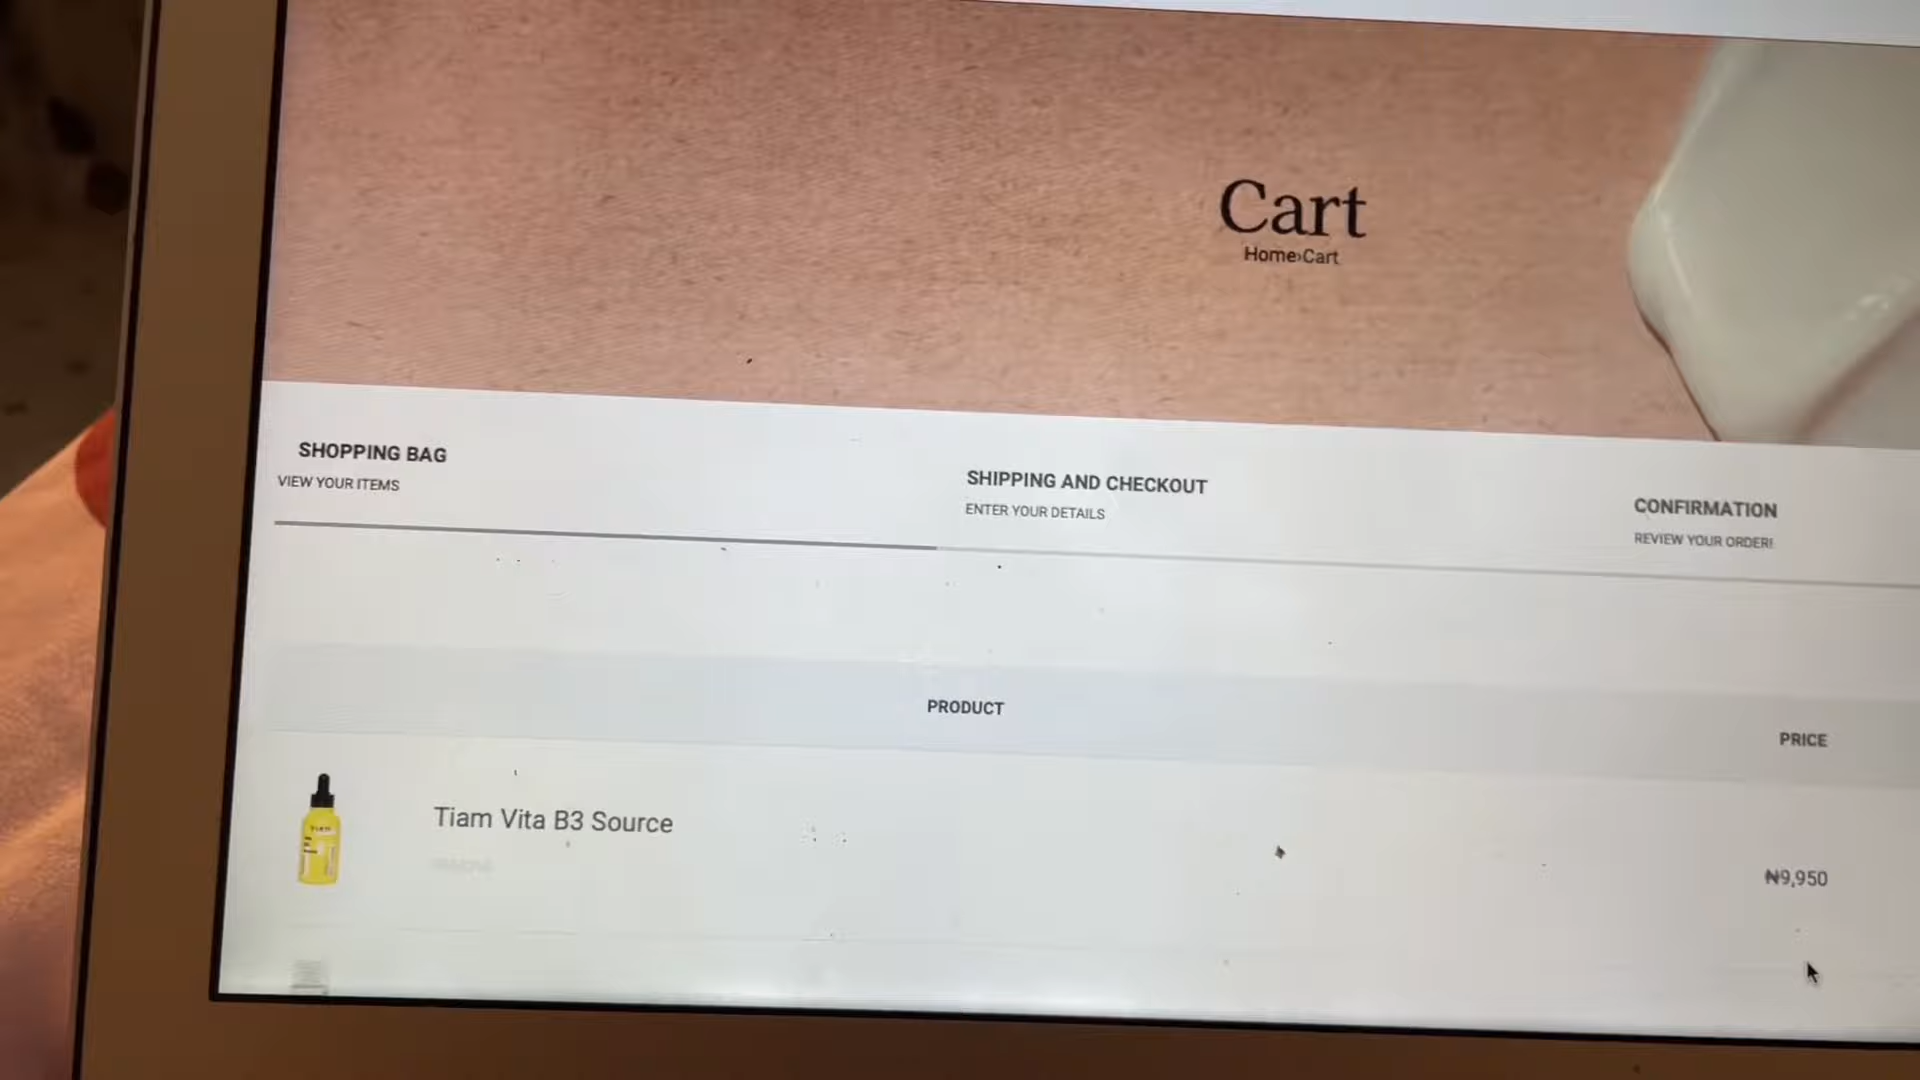 Cart
Home›Cart
SHOPPING BAG
VIEW YOUR ITEMS
SHIPPING AND CHECKOUT
ENTER YOUR DETAILS
CONFIRMATION
REVIEW YOUR ORDER!
PRODUCT
PRICE
Tiam Vita B3 Source
₦9,950